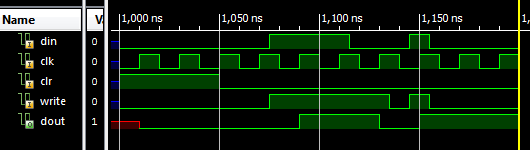 Name V 1,000 ns 1,050 ns 1,100 ns 1,150 ns
din 0
clk 0
clr 0
write 0
dout 1